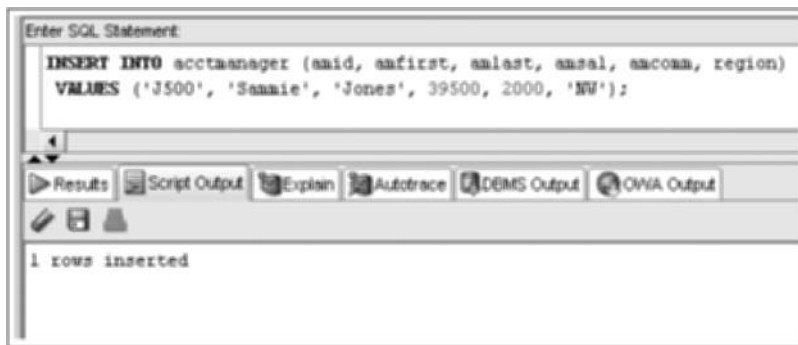 Enter SQL Statement:
INSERT INTO acctmanager (amid, amfirst, amlast, amsal, amcomm, region)
VALUES ('J500', 'Sammie', 'Jones', 39500, 2000, 'NW');
Results Script Output Explain Autotrace DBMS Output OWA Output
1 rows inserted